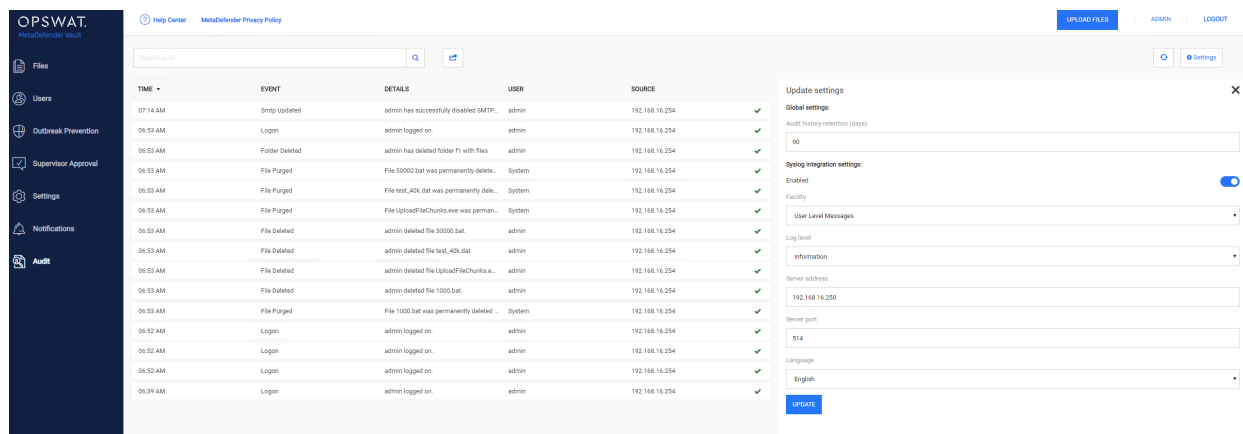 OPSWAT.
MetaDefender Vault
? Help Center MetaDefender Privacy Policy
UPLOAD FILES ADMIN LOGOUT
Files
Users
Outbreak Prevention
Supervisor Approval
Settings
Notifications
Audit
Search audit
Settings
TIME EVENT DETAILS USER SOURCE
07:14 AM Smtp Updated admin has successfully disabled SMTP... admin 192.168.16.254
06:53 AM Logon admin logged on. admin 192.168.16.254
06:53 AM Folder Deleted admin has deleted folder f1 with files admin 192.168.16.254
06:53 AM File Purged File 50000.bat was permanently delete... System 192.168.16.254
06:53 AM File Purged File test_40k.dat was permanently dele... System 192.168.16.254
06:53 AM File Purged File UploadFileChunks.exe was perman... System 192.168.16.254
06:53 AM File Deleted admin deleted file 50000.bat. admin 192.168.16.254
06:53 AM File Deleted admin deleted file test_40k.dat. admin 192.168.16.254
06:53 AM File Deleted admin deleted file UploadFileChunks.e... admin 192.168.16.254
06:53 AM File Deleted admin deleted file 1000.bat. admin 192.168.16.254
06:53 AM File Purged File 1000.bat was permanently deleted ... System 192.168.16.254
06:52 AM Logon admin logged on. admin 192.168.16.254
06:52 AM Logon admin logged on. admin 192.168.16.254
06:52 AM Logon admin logged on. admin 192.168.16.254
06:39 AM Logon admin logged on. admin 192.168.16.254
Update settings
Global settings:
Audit history retention (days)
90
Syslog integration settings:
Enabled
Facility
User Level Messages
Log level
Information
Server address
192.168.16.250
Server port
514
Language
English
UPDATE